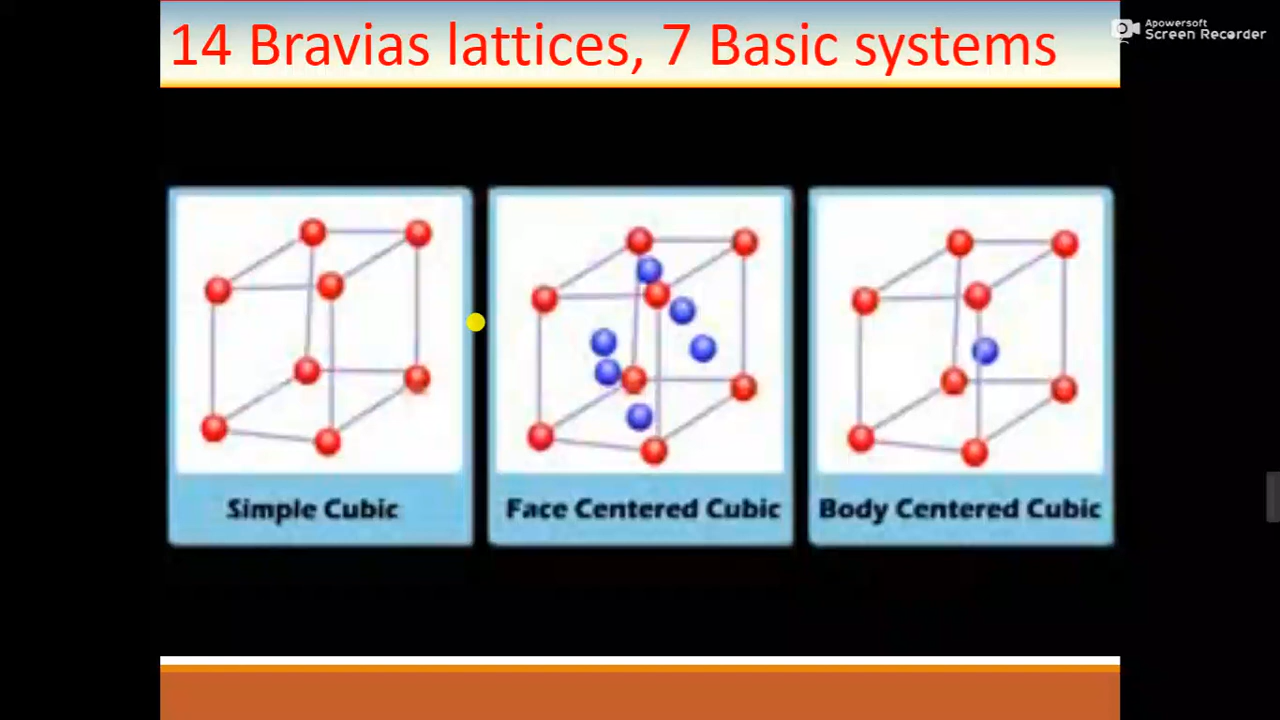 14 Bravias lattices, 7 Basic systems
Apowersoft
Screen Recorder
Simple Cubic
Face Centered Cubic
Body Centered Cubic